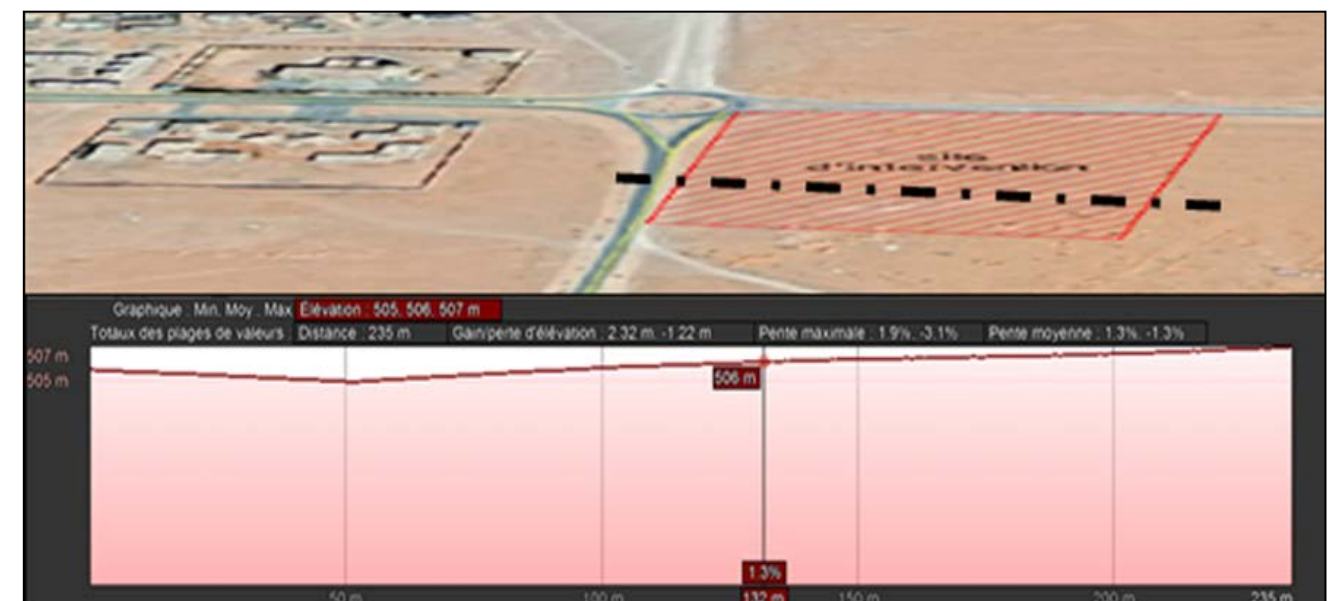 site
d'intervention
Graphique : Min. Moy . Max Élévation : 505, 506, 507 m
Totaux des plages de valeurs : Distance : 235 m Gain/perte d'élévation : 2.32 m, -1.22 m Pente maximale : 1.9%, -3.1% Pente moyenne : 1.3%, -1.3%
507 m
505 m
506 m
1.3%
50 m 100 m 132 m 150 m 200 m 235 m